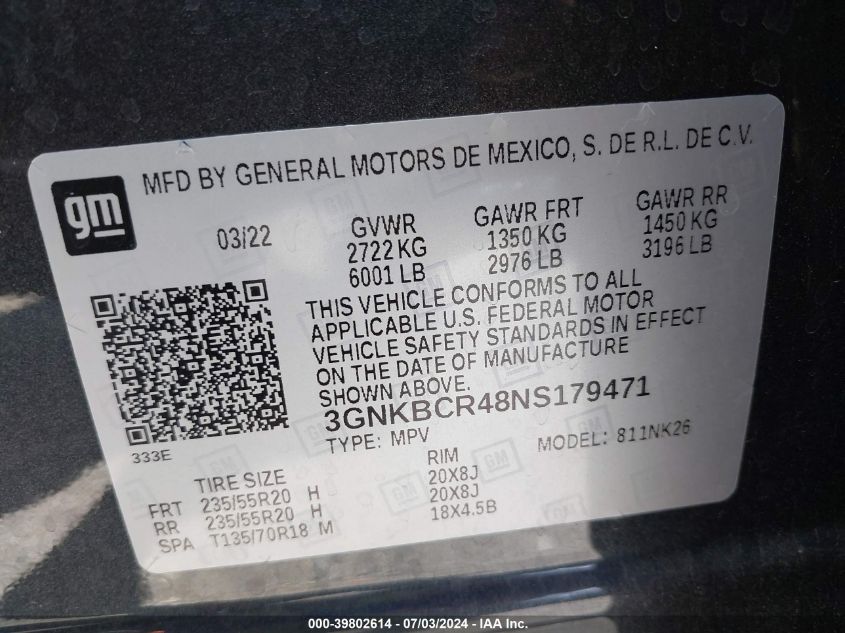 MFD BY GENERAL MOTORS DE MEXICO, S. DE R.L. DE C.V.
gm
03/22
GVWR GAWR FRT GAWR RR
2722 KG 1350 KG 1450 KG
6001 LB 2976 LB 3196 LB
THIS VEHICLE CONFORMS TO ALL
APPLICABLE U.S. FEDERAL MOTOR
VEHICLE SAFETY STANDARDS IN EFFECT
ON THE DATE OF MANUFACTURE
SHOWN ABOVE.
3GNKBCR48NS179471
333E
TYPE: MPV MODEL: 811NK26
TIRE SIZE RIM
FRT 235/55R20 H 20X8J
RR 235/55R20 H 20X8J
SPA T135/70R18 M 18X4.5B
000-39802614 - 07/03/2024 - IAA Inc.